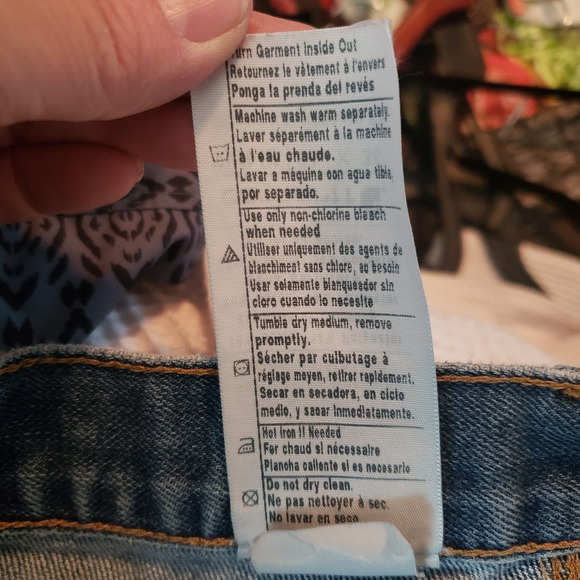 Turn Garment Inside Out
Retournez le vêtement à l'envers
Ponga la prenda del revés
Machine wash warm separately.
Laver séparément à la machine
à l'eau chaude.
Lavar a máquina oon agua tibia,
por separado.
Use only non-chlorine bleach
when needed
Utiliser uniquement des agents de
blanchiment sans chlore, au besoin
Usar solamente blanqueador sin
cloro cuando lo necesite
Tumble dry medium, remove
promptly.
Sécher par culbutage à
réglage moyen, retirer rapidement.
Secar en secadora, en ciclo
medio, y sacar inmediatamente.
Hot iron if Needed
Fer chaud si nécessaire
Plancha caliente si es necesario
Do not dry clean.
Ne pas nettoyer à sec.
No lavar en seco